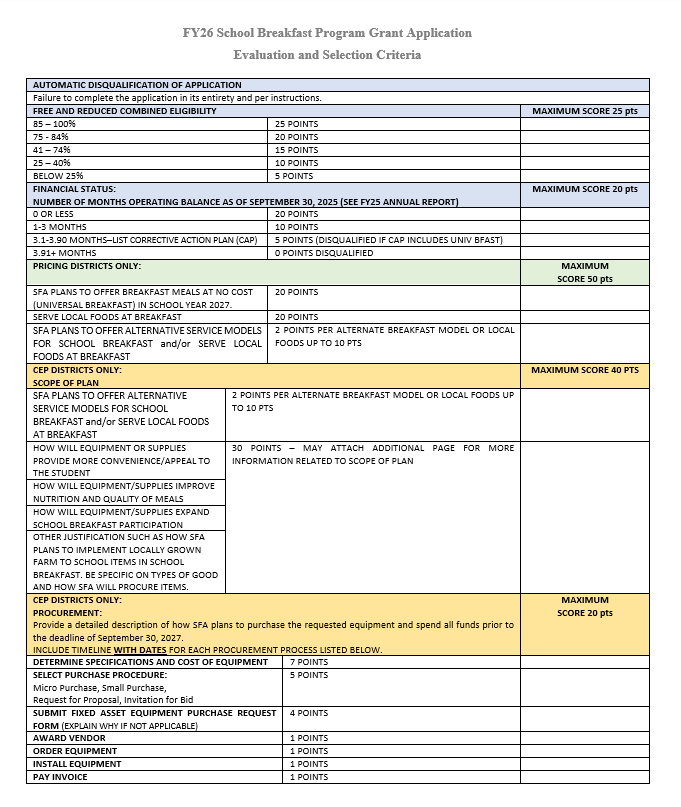 FY26 School Breakfast Program Grant Application
Evaluation and Selection Criteria
AUTOMATIC DISQUALIFICATION OF APPLICATION
Failure to complete the application in its entirety and per instructions.
FREE AND REDUCED COMBINED ELIGIBILITY MAXIMUM SCORE 25 pts
85 – 100% 25 POINTS
75 - 84% 20 POINTS
41 – 74% 15 POINTS
25 – 40% 10 POINTS
BELOW 25% 5 POINTS
FINANCIAL STATUS: MAXIMUM SCORE 20 pts
NUMBER OF MONTHS OPERATING BALANCE AS OF SEPTEMBER 30, 2025 (SEE FY25 ANNUAL REPORT)
0 OR LESS 20 POINTS
1-3 MONTHS 10 POINTS
3.1-3.90 MONTHS–LIST CORRECTIVE ACTION PLAN (CAP) 5 POINTS (DISQUALIFIED IF CAP INCLUDES UNIV BFAST)
3.91+ MONTHS 0 POINTS DISQUALIFIED
PRICING DISTRICTS ONLY: MAXIMUM
SCORE 50 pts
SFA PLANS TO OFFER BREAKFAST MEALS AT NO COST 20 POINTS
(UNIVERSAL BREAKFAST) IN SCHOOL YEAR 2027.
SERVE LOCAL FOODS AT BREAKFAST 20 POINTS
SFA PLANS TO OFFER ALTERNATIVE SERVICE MODELS 2 POINTS PER ALTERNATE BREAKFAST MODEL OR LOCAL
FOR SCHOOL BREAKFAST and/or SERVE LOCAL FOODS UP TO 10 PTS
FOODS AT BREAKFAST
CEP DISTRICTS ONLY: MAXIMUM SCORE 40 PTS
SCOPE OF PLAN
SFA PLANS TO OFFER ALTERNATIVE 2 POINTS PER ALTERNATE BREAKFAST MODEL OR LOCAL FOODS UP
SERVICE MODELS FOR SCHOOL TO 10 PTS
BREAKFAST and/or SERVE LOCAL FOODS
AT BREAKFAST
HOW WILL EQUIPMENT OR SUPPLIES 30 POINTS – MAY ATTACH ADDITIONAL PAGE FOR MORE
PROVIDE MORE CONVENIENCE/APPEAL TO INFORMATION RELATED TO SCOPE OF PLAN
THE STUDENT
HOW WILL EQUIPMENT/SUPPLIES IMPROVE
NUTRITION AND QUALITY OF MEALS
HOW WILL EQUIPMENT/SUPPLIES EXPAND
SCHOOL BREAKFAST PARTICIPATION
OTHER JUSTIFICATION SUCH AS HOW SFA
PLANS TO IMPLEMENT LOCALLY GROWN
FARM TO SCHOOL ITEMS IN SCHOOL
BREAKFAST. BE SPECIFIC ON TYPES OF GOOD
AND HOW SFA WILL PROCURE ITEMS.
CEP DISTRICTS ONLY: MAXIMUM
PROCUREMENT: SCORE 20 pts
Provide a detailed description of how SFA plans to purchase the requested equipment and spend all funds prior to
the deadline of September 30, 2027.
INCLUDE TIMELINE WITH DATES FOR EACH PROCUREMENT PROCESS LISTED BELOW.
DETERMINE SPECIFICATIONS AND COST OF EQUIPMENT 7 POINTS
SELECT PURCHASE PROCEDURE: 5 POINTS
Micro Purchase, Small Purchase,
Request for Proposal, Invitation for Bid
SUBMIT FIXED ASSET EQUIPMENT PURCHASE REQUEST 4 POINTS
FORM (EXPLAIN WHY IF NOT APPLICABLE)
AWARD VENDOR 1 POINTS
ORDER EQUIPMENT 1 POINTS
INSTALL EQUIPMENT 1 POINTS
PAY INVOICE 1 POINTS